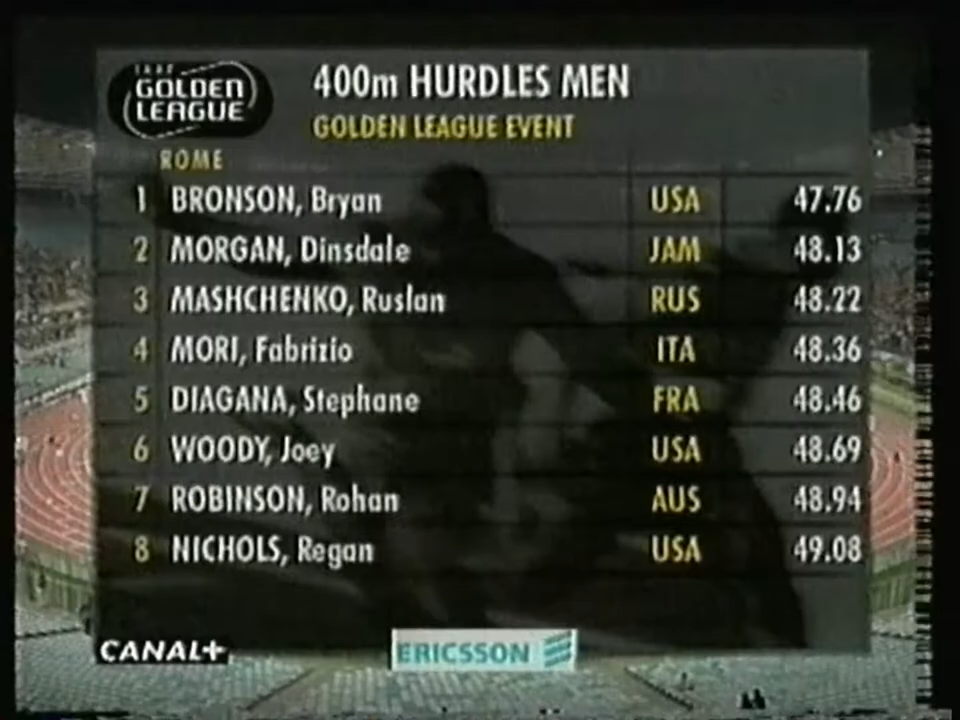 IAAF
GOLDEN
LEAGUE
400m HURDLES MEN
GOLDEN LEAGUE EVENT
ROME
1 BRONSON, Bryan USA 47.76
2 MORGAN, Dinsdale JAM 48.13
3 MASHCHENKO, Ruslan RUS 48.22
4 MORI, Fabrizio ITA 48.36
5 DIAGANA, Stephane FRA 48.46
6 WOODY, Joey USA 48.69
7 ROBINSON, Rohan AUS 48.94
8 NICHOLS, Regan USA 49.08
CANAL+
ERICSSON